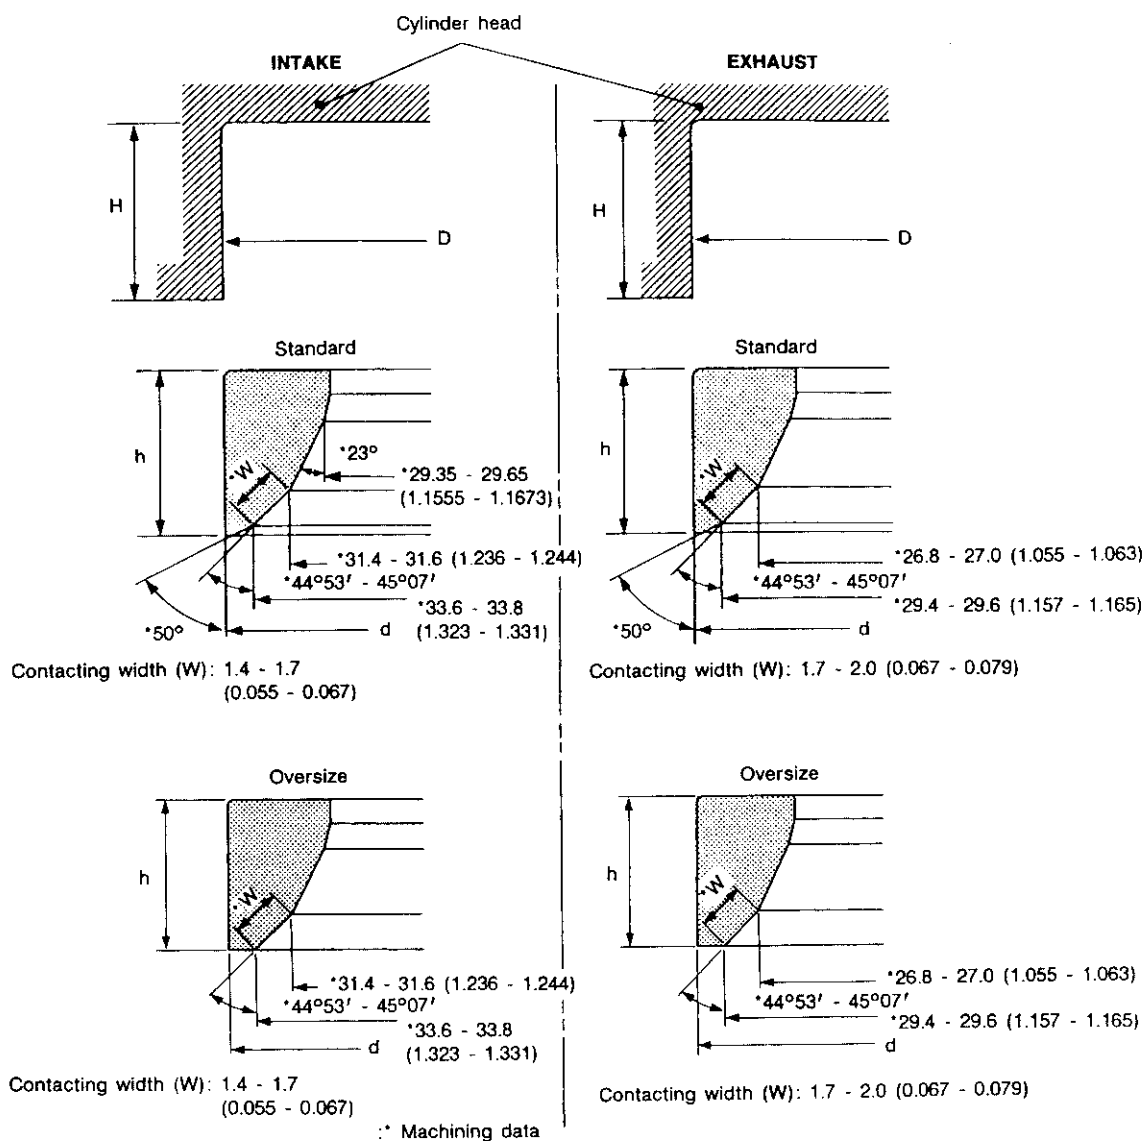 Cylinder head
INTAKE
EXHAUST
H
D
H
D
Standard
h
*W
*23°
*29.35 - 29.65
(1.1555 - 1.1673)
*31.4 - 31.6 (1.236 - 1.244)
*44°53′ - 45°07′
*33.6 - 33.8
(1.323 - 1.331)
*50°
d
Contacting width (W): 1.4 - 1.7
(0.055 - 0.067)
Standard
h
*W
*26.8 - 27.0 (1.055 - 1.063)
*44°53′ - 45°07′
*29.4 - 29.6 (1.157 - 1.165)
*50°
d
Contacting width (W): 1.7 - 2.0 (0.067 - 0.079)
Oversize
h
*W
*31.4 - 31.6 (1.236 - 1.244)
*44°53′ - 45°07′
*33.6 - 33.8
(1.323 - 1.331)
d
Contacting width (W): 1.4 - 1.7
(0.055 - 0.067)
Oversize
h
*W
*26.8 - 27.0 (1.055 - 1.063)
*44°53′ - 45°07′
*29.4 - 29.6 (1.157 - 1.165)
d
Contacting width (W): 1.7 - 2.0 (0.067 - 0.079)
:* Machining data